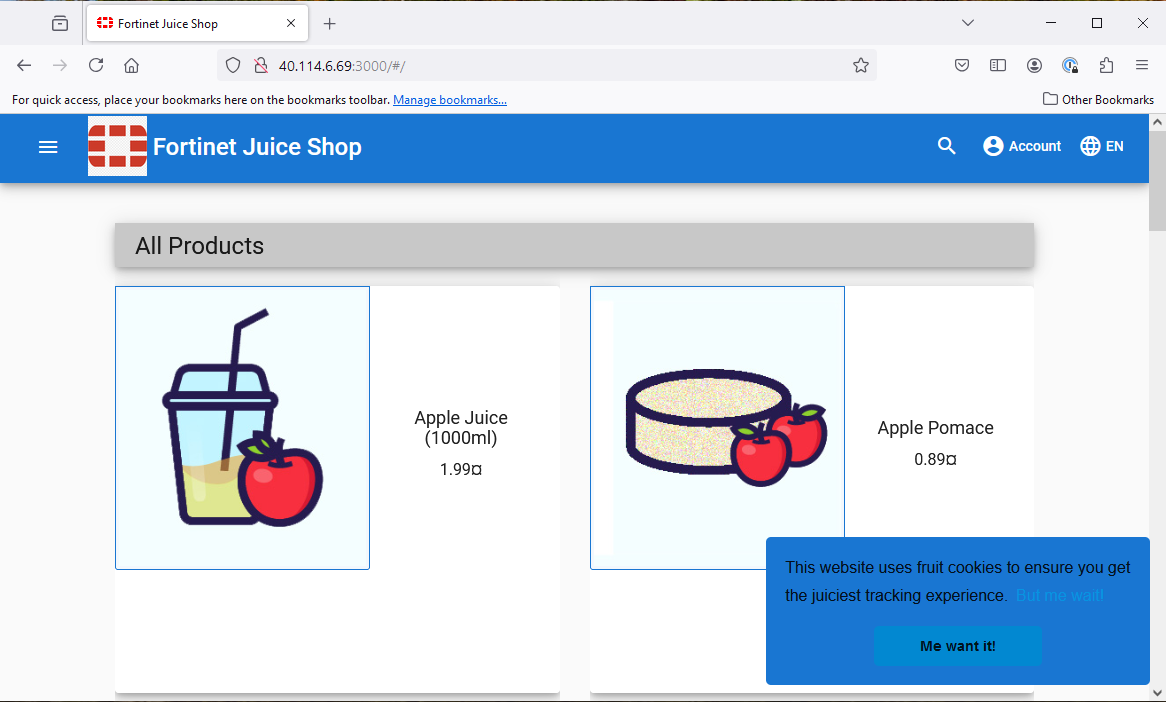 Fortinet Juice Shop
40.114.6.69:3000/#/
For quick access, place your bookmarks here on the bookmarks toolbar. Manage bookmarks...
Other Bookmarks
Fortinet Juice Shop
Account
EN
All Products
Apple Juice
(1000ml)
1.99¤
Apple Pomace
0.89¤
This website uses fruit cookies to ensure you get
the juiciest tracking experience. But me wait!
Me want it!